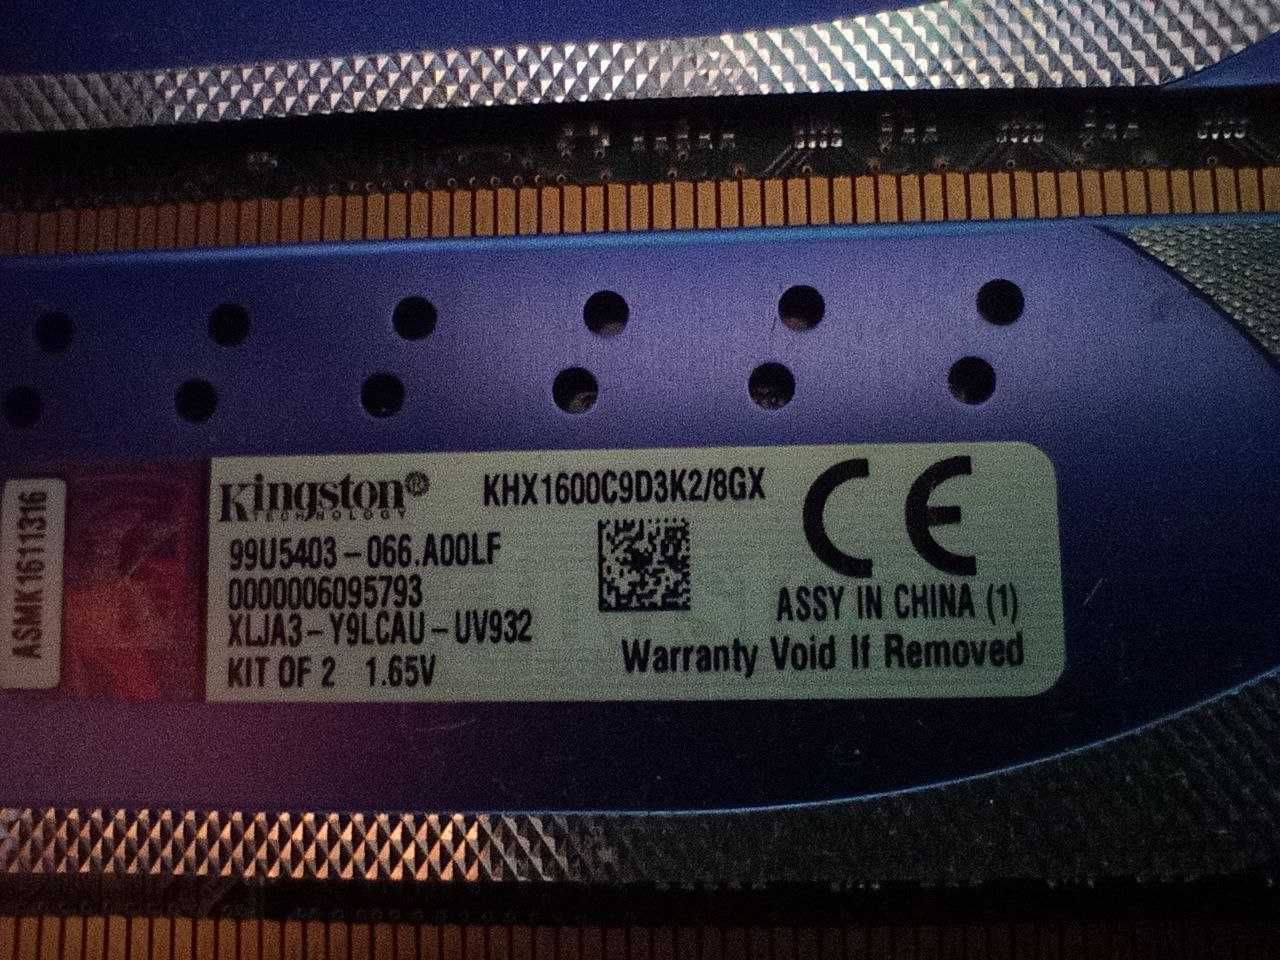 ASMK1611316
Kingston®
TECHNOLOGY
KHX1600C9D3K2/8GX
99U5403-066.A00LF
0000006095793
XLJA3-Y9LCAU-UV932
KIT OF 2 1.65V
CE
ASSY IN CHINA (1)
Warranty Void If Removed